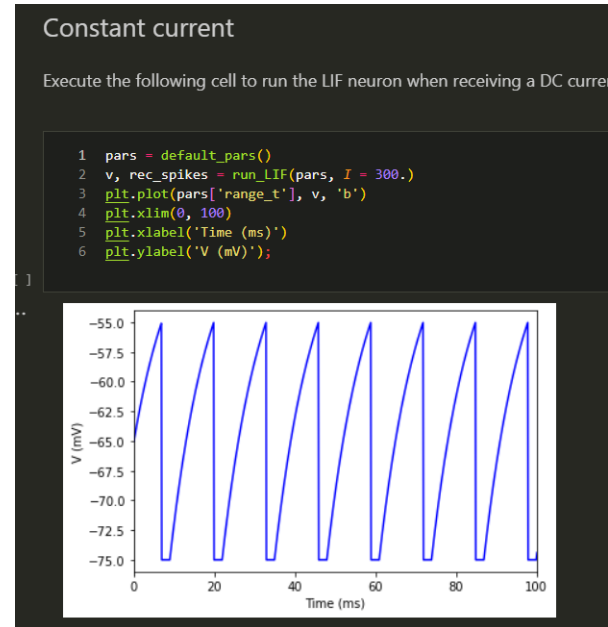 Constant current
Execute the following cell to run the LIF neuron when receiving a DC curre
1 pars = default_pars()
2 v, rec_spikes = run_LIF(pars, I = 300.)
3 plt.plot(pars['range_t'], v, 'b')
4 plt.xlim(0, 100)
5 plt.xlabel('Time (ms)')
6 plt.ylabel('V (mV)');
[ ]
..
−55.0
−57.5
−60.0
−62.5
−65.0
−67.5
−70.0
−72.5
−75.0
V (mV)
0 20 40 60 80 100
Time (ms)